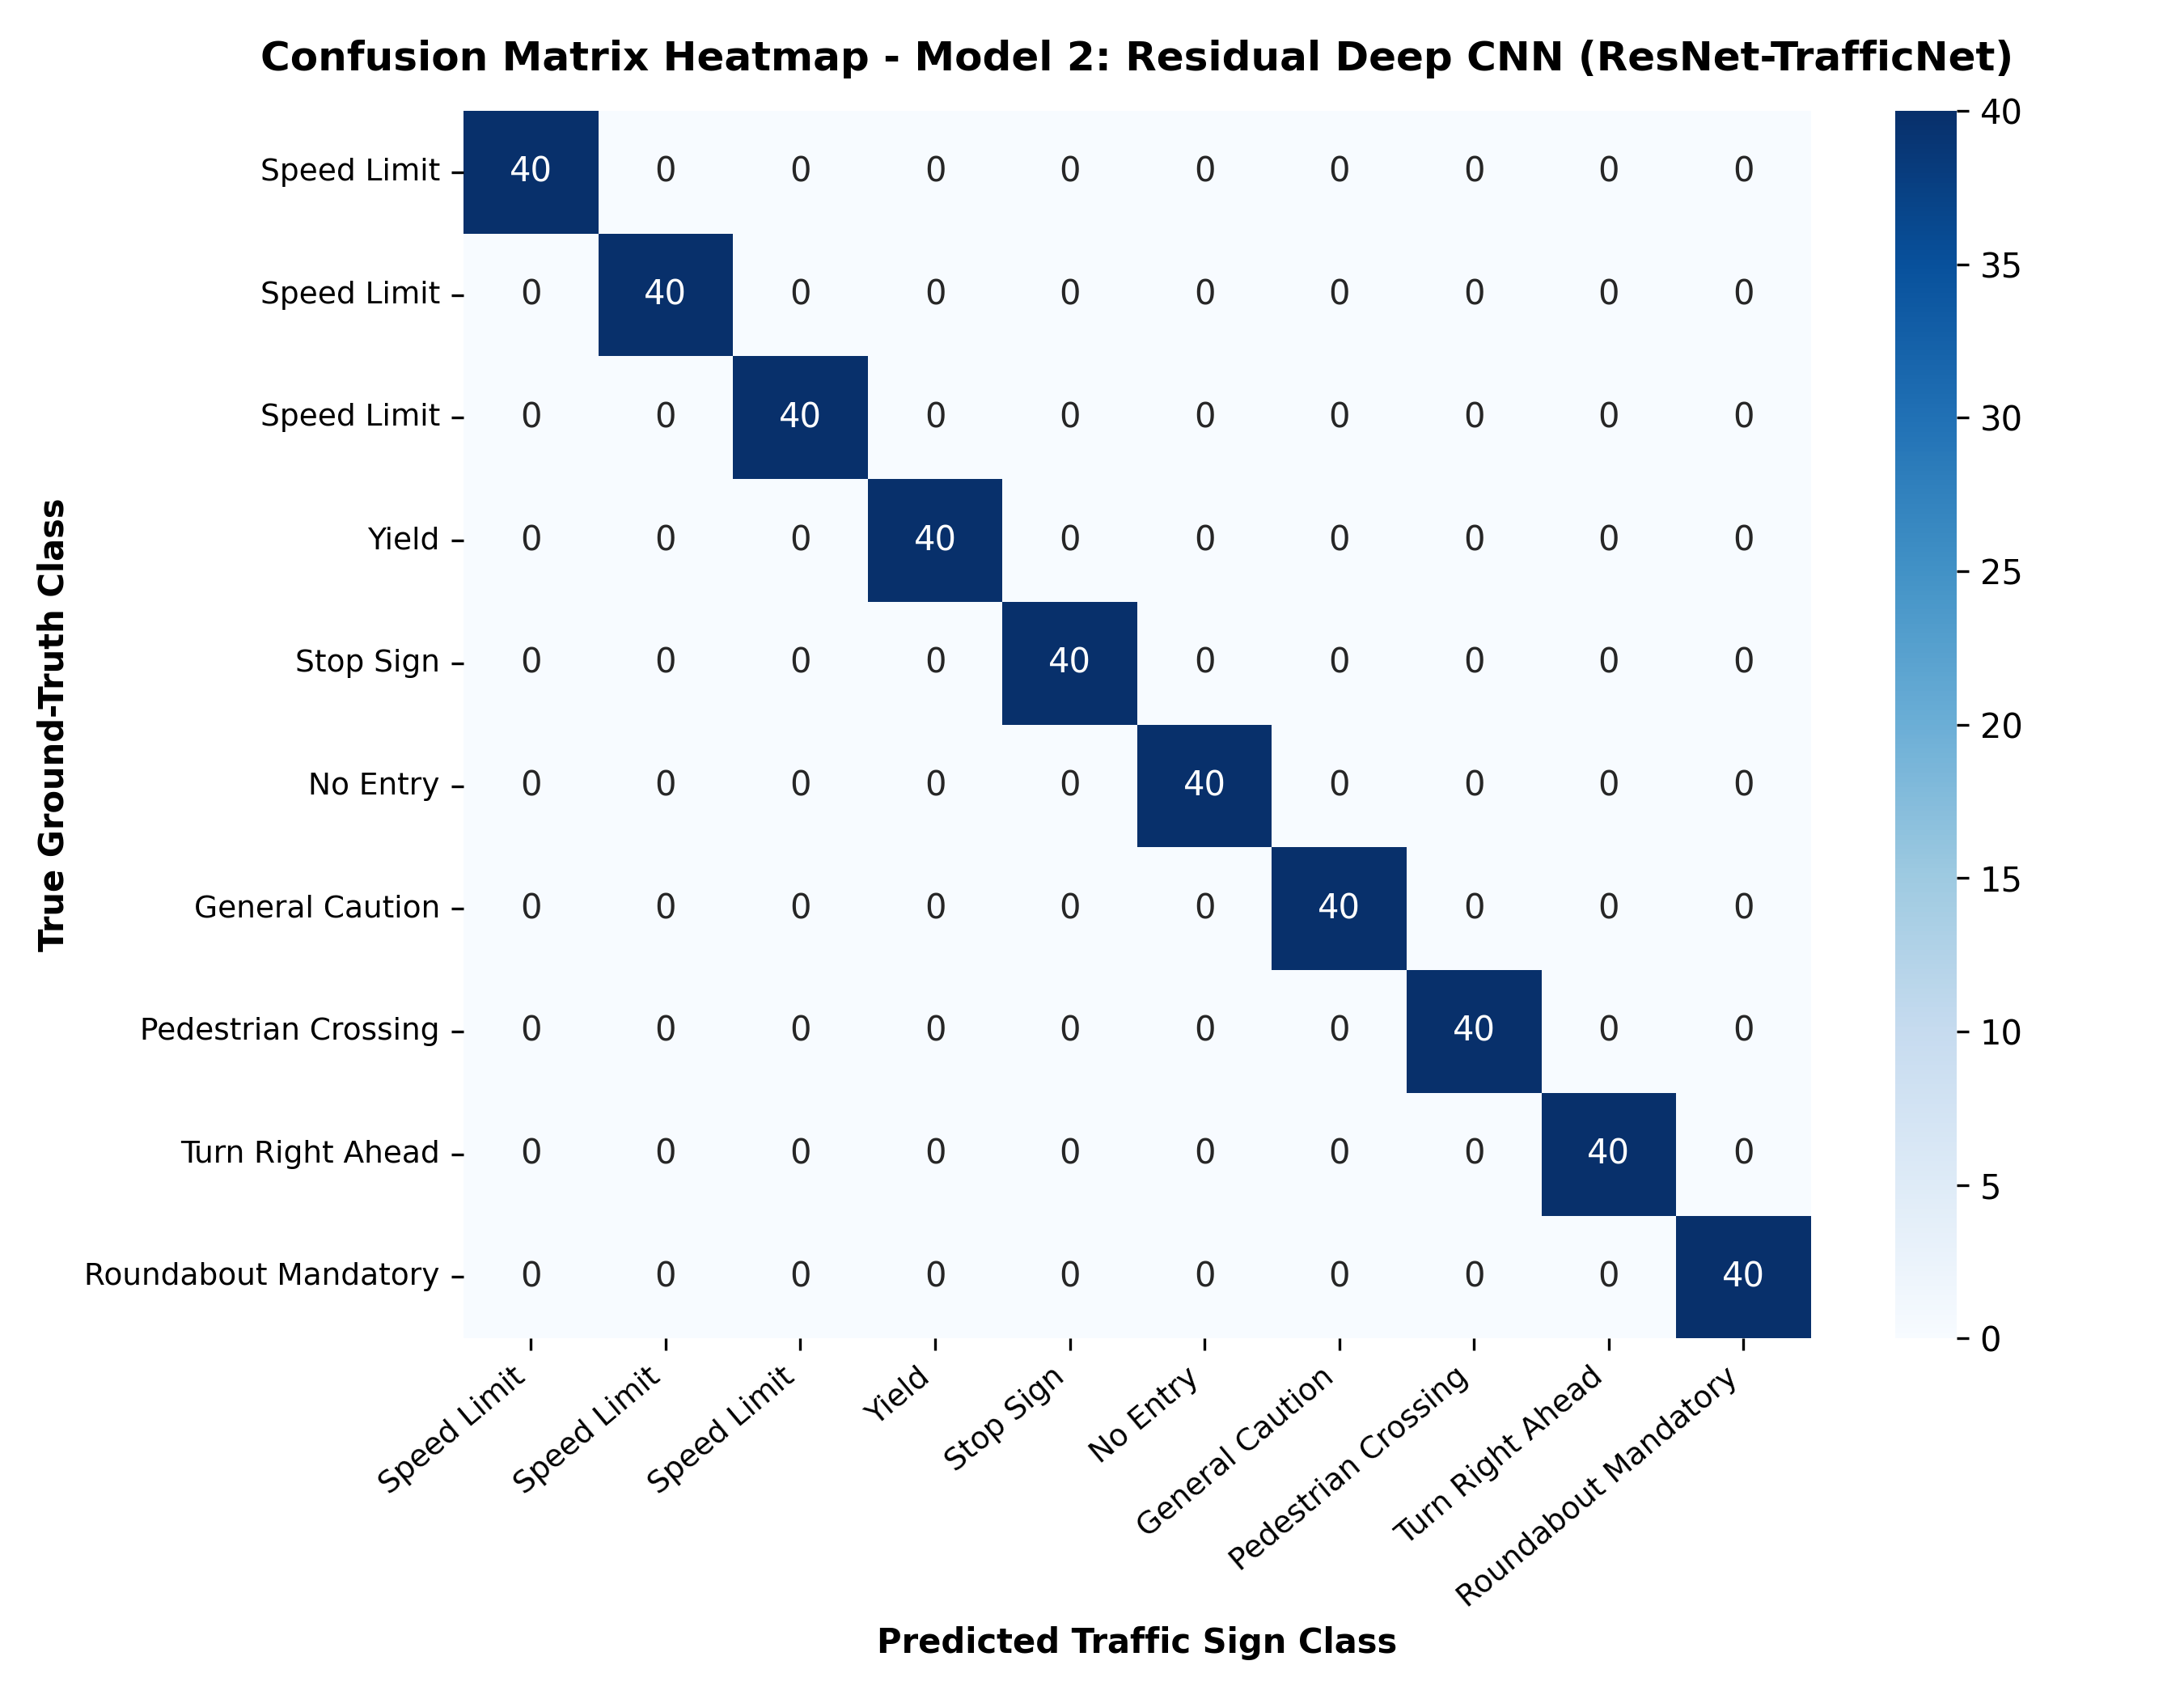 Confusion Matrix Heatmap - Model 2: Residual Deep CNN (ResNet-TrafficNet)
True Ground-Truth Class
Speed Limit 40 0 0 0 0 0 0 0 0 0
Speed Limit 0 40 0 0 0 0 0 0 0 0
Speed Limit 0 0 40 0 0 0 0 0 0 0
Yield 0 0 0 40 0 0 0 0 0 0
Stop Sign 0 0 0 0 40 0 0 0 0 0
No Entry 0 0 0 0 0 40 0 0 0 0
General Caution 0 0 0 0 0 0 40 0 0 0
Pedestrian Crossing 0 0 0 0 0 0 0 40 0 0
Turn Right Ahead 0 0 0 0 0 0 0 0 40 0
Roundabout Mandatory 0 0 0 0 0 0 0 0 0 40
Speed Limit
Speed Limit
Speed Limit
Yield
Stop Sign
No Entry
General Caution
Pedestrian Crossing
Turn Right Ahead
Roundabout Mandatory
Predicted Traffic Sign Class
40
35
30
25
20
15
10
5
0